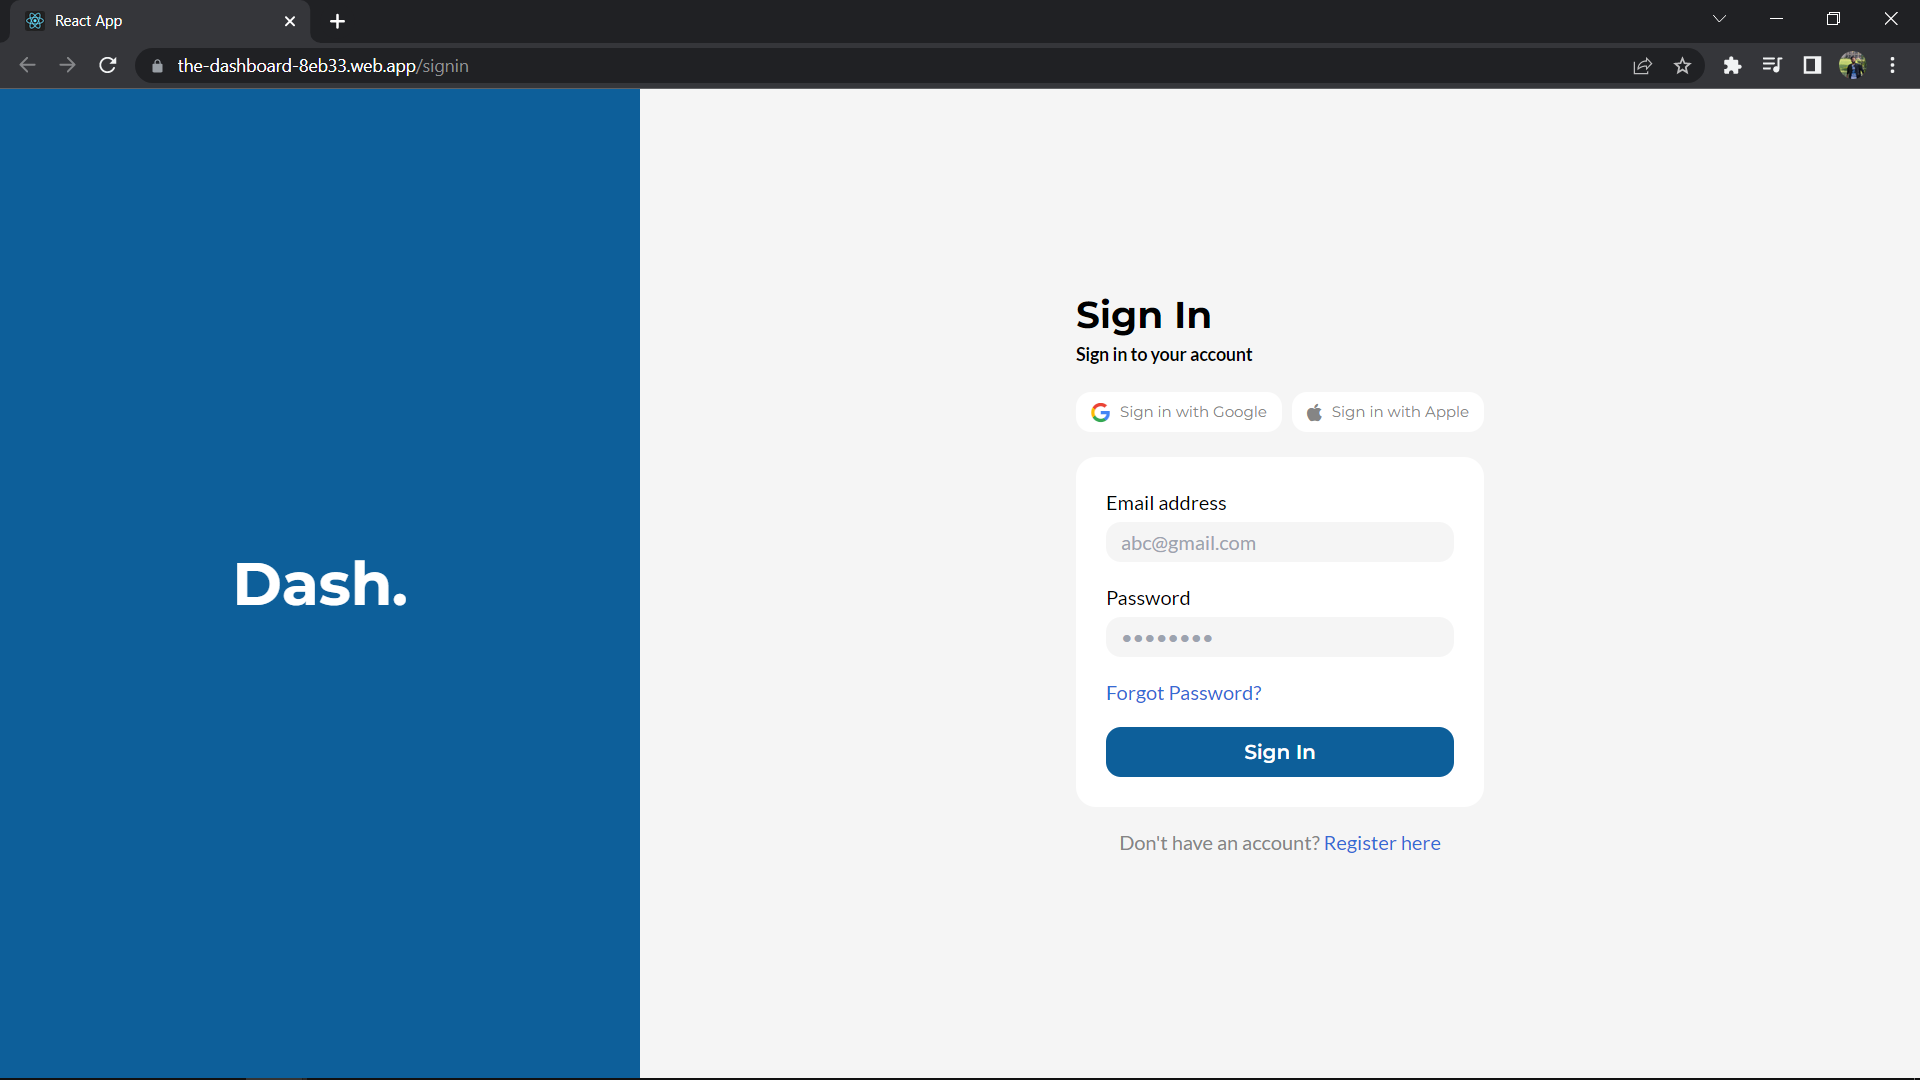 React App
the-dashboard-8eb33.web.app/signin
Dash.
Sign In
Sign in to your account
Sign in with Google
Sign in with Apple
Email address
abc@gmail.com
Password
••••••••
Forgot Password?
Sign In
Don't have an account? Register here